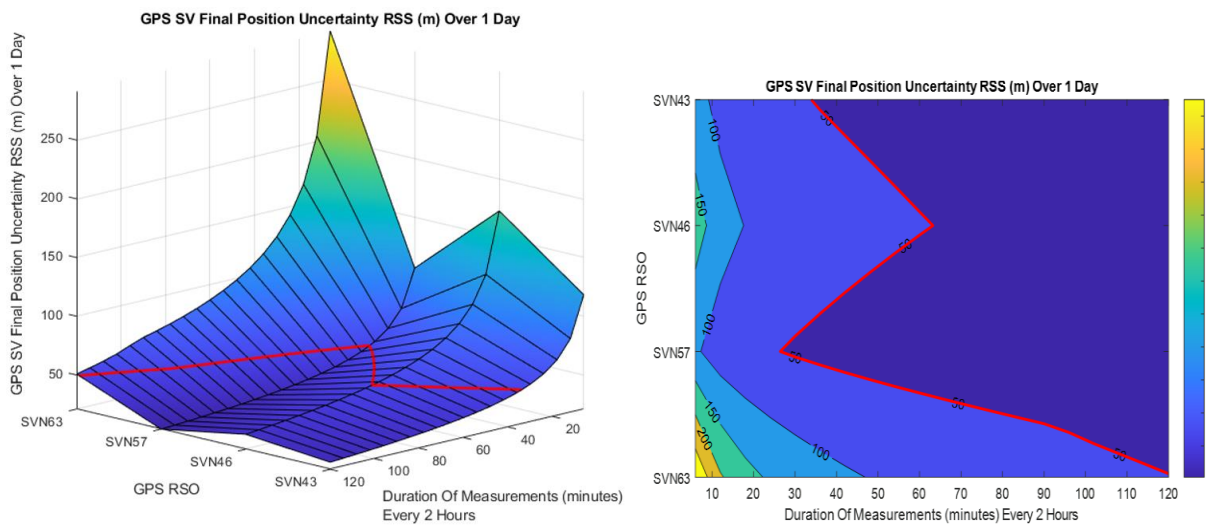 GPS SV Final Position Uncertainty RSS (m) Over 1 Day
GPS SV Final Position Uncertainty RSS (m) Over 1 Day
250
200
150
100
50
SVN63
SVN57
SVN46
SVN43
GPS RSO
120
100
80
60
40
20
Duration Of Measurements (minutes)
Every 2 Hours
GPS SV Final Position Uncertainty RSS (m) Over 1 Day
SVN43
SVN46
SVN57
SVN63
GPS RSO
100
50
150
50
100
50
150
50
200
100
50
10 20 30 40 50 60 70 80 90 100 110 120
Duration Of Measurements (minutes) Every 2 Hours